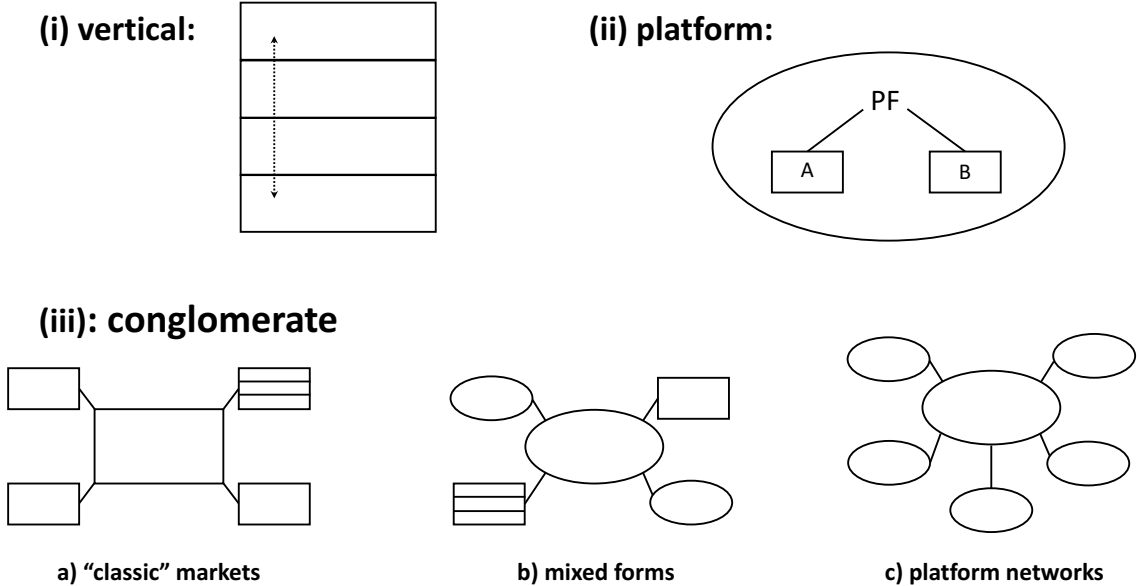 (i) vertical:
(ii) platform:
PF
A
B
(iii): conglomerate
a) “classic” markets
b) mixed forms
c) platform networks